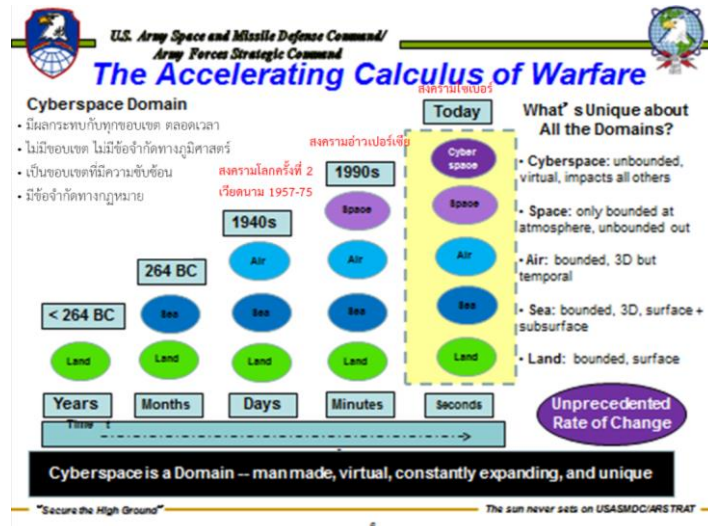 U.S. Army Space and Missile Defense Command/
Army Forces Strategic Command
The Accelerating Calculus of Warfare
Cyberspace Domain
• มีผลกระทบกับทุกขอบเขต ตลอดเวลา
• ไม่มีขอบเขต ไม่มีข้อจำกัดทางภูมิศาสตร์
• เป็นขอบเขตที่มีความซับซ้อน
• มีข้อจำกัดทางกฎหมาย
สงครามโลกครั้งที่ 2
เวียดนาม 1957-75
สงครามอ่าวเปอร์เซีย
สงครามไซเบอร์
< 264 BC
264 BC
1940s
1990s
Today
Land
Sea
Land
Air
Sea
Land
Space
Air
Sea
Land
Cyber
space
Space
Air
Sea
Land
Years
Months
Days
Minutes
Seconds
Time t
What's Unique about
All the Domains?
• Cyberspace: unbounded,
virtual, impacts all others
• Space: only bounded at
atmosphere, unbounded out
• Air: bounded, 3D but
temporal
• Sea: bounded, 3D, surface +
subsurface
• Land: bounded, surface
Unprecedented
Rate of Change
Cyberspace is a Domain -- man made, virtual, constantly expanding, and unique
"Secure the High Ground"
The sun never sets on USASMDC/ARSTRAT